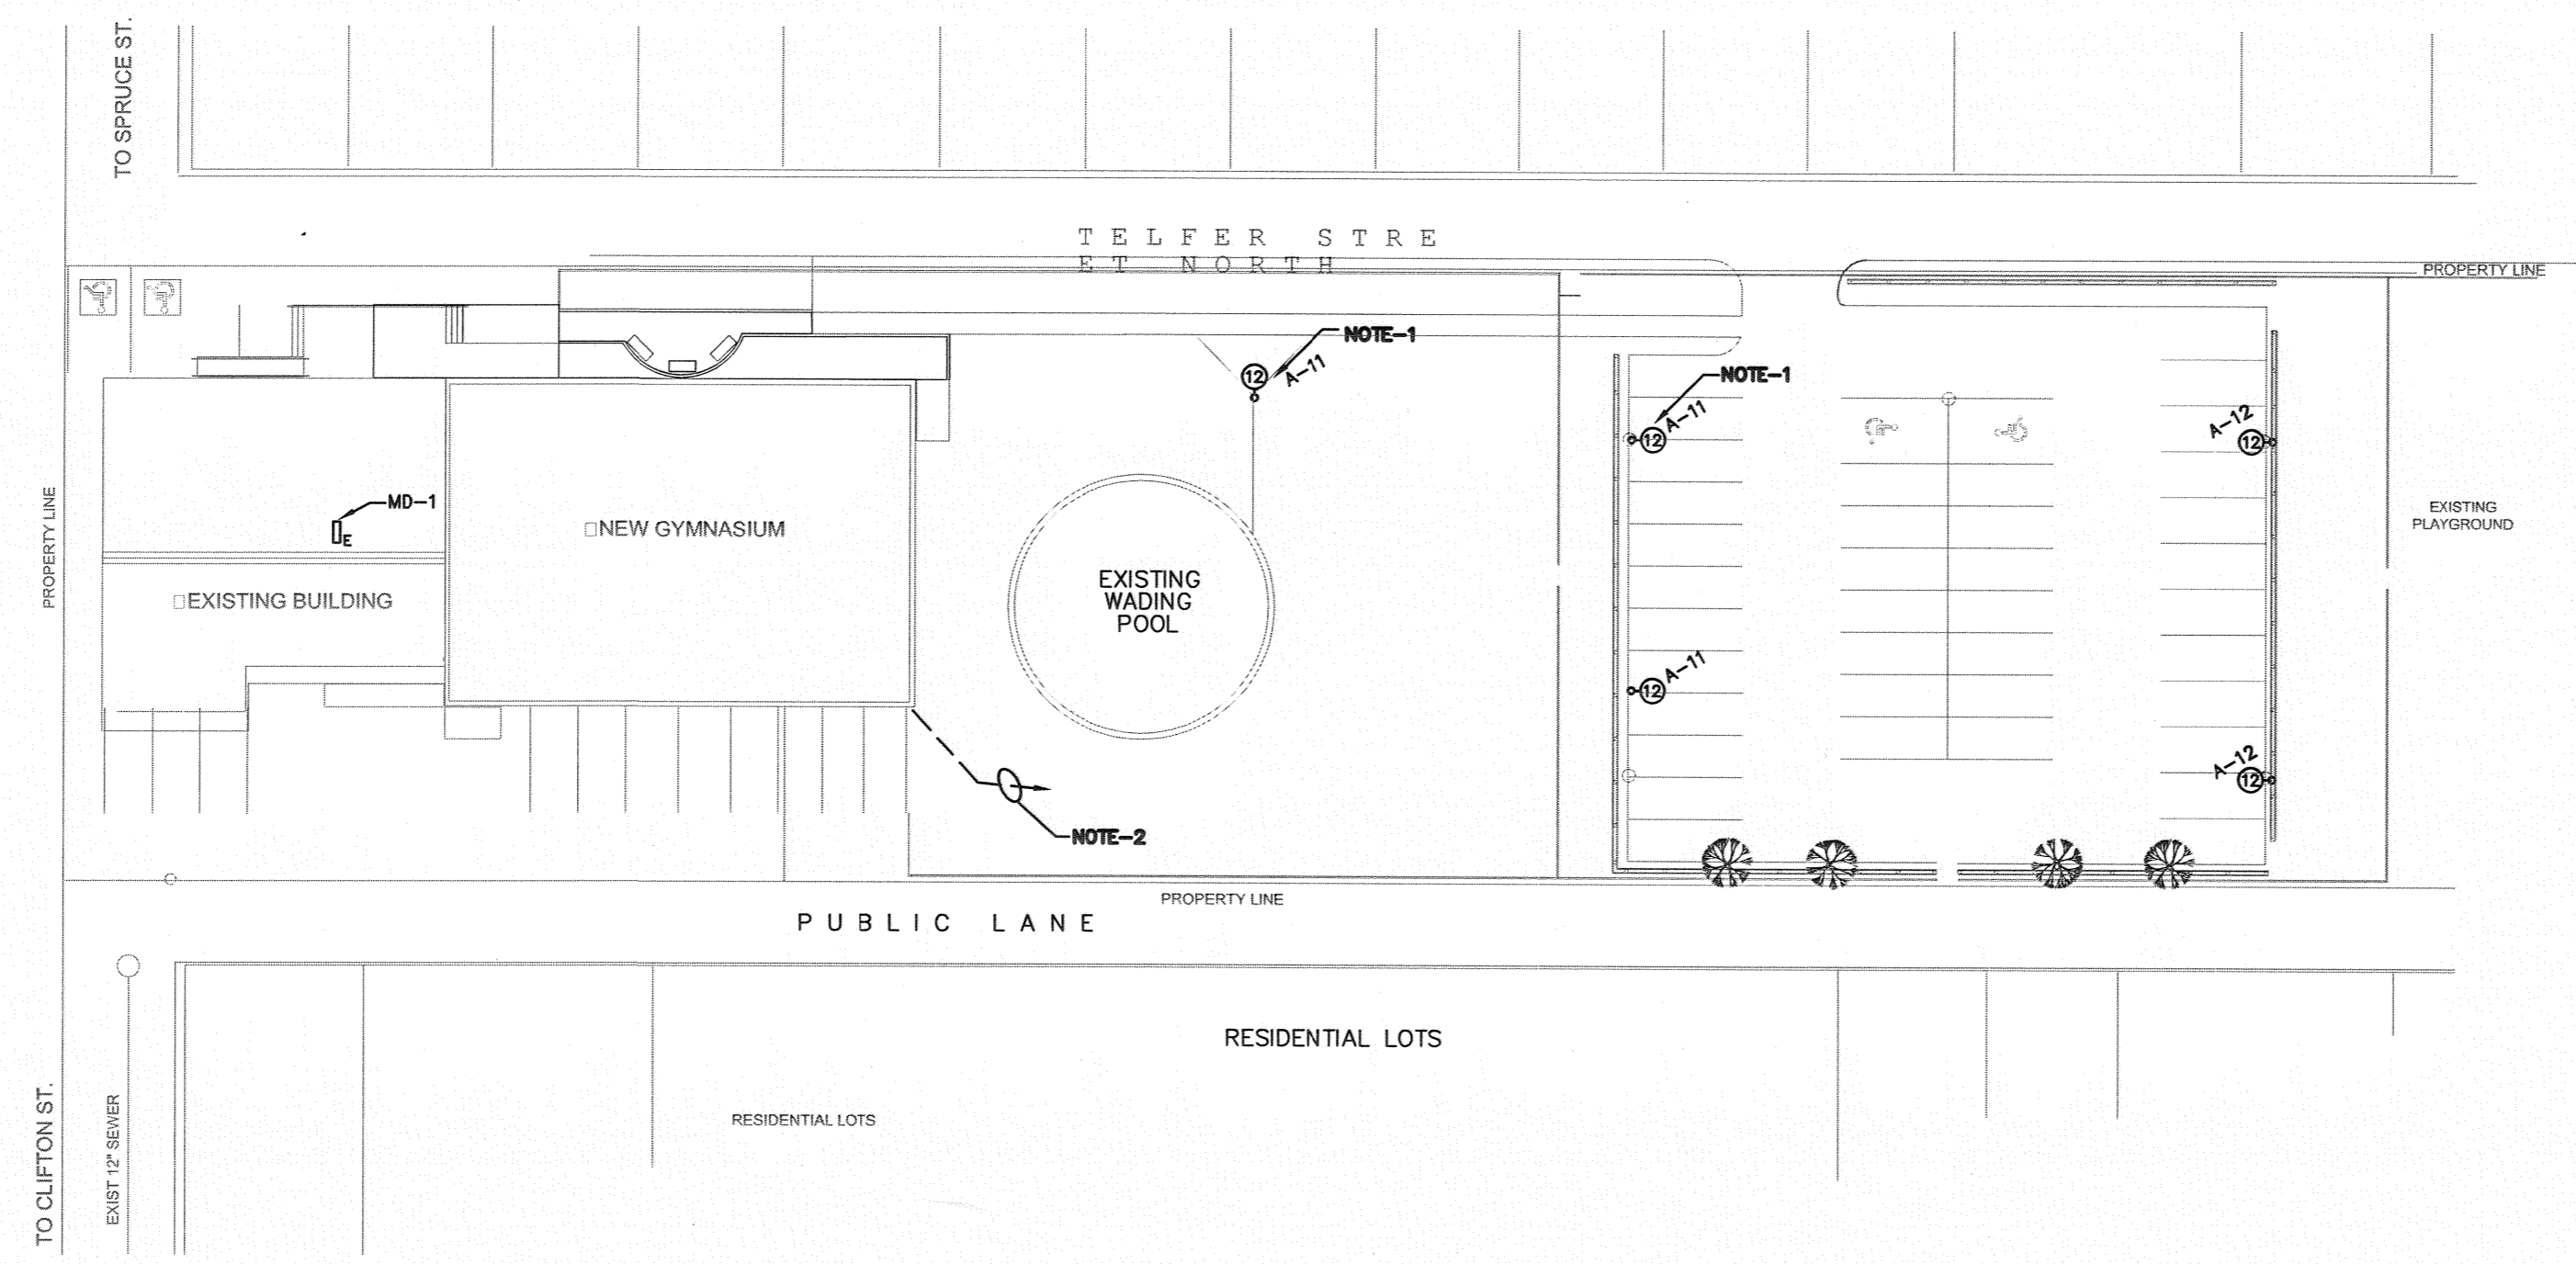 TO SPRUCE ST.
TELFER STRE
ET NORTH
PROPERTY LINE
NOTE-1
12
A-11
NOTE-1
12
A-11
A-12
12
MD-1
E
PROPERTY LINE
NEW GYMNASIUM
EXISTING
PLAYGROUND
EXISTING BUILDING
EXISTING
WADING
POOL
12
A-11
A-12
12
NOTE-2
PROPERTY LINE
PUBLIC LANE
RESIDENTIAL LOTS
RESIDENTIAL LOTS
TO CLIFTON ST.
EXIST 12" SEWER